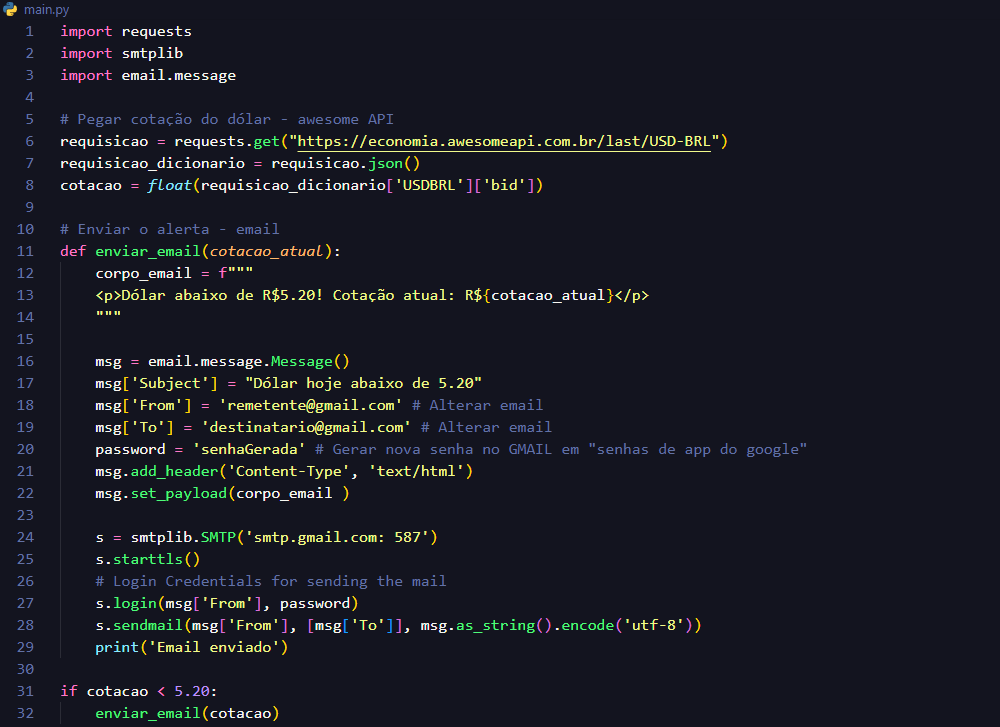 main.py
1 import requests
2 import smtplib
3 import email.message
4
5 # Pegar cotação do dólar - awesome API
6 requisicao = requests.get("https://economia.awesomeapi.com.br/last/USD-BRL")
7 requisicao_dicionario = requisicao.json()
8 cotacao = float(requisicao_dicionario['USDBRL']['bid'])
9
10 # Enviar o alerta - email
11 def enviar_email(cotacao_atual):
12     corpo_email = f"""
13     <p>Dólar abaixo de R$5.20! Cotação atual: R${cotacao_atual}</p>
14     """
15
16     msg = email.message.Message()
17     msg['Subject'] = "Dólar hoje abaixo de 5.20"
18     msg['From'] = 'remetente@gmail.com' # Alterar email
19     msg['To'] = 'destinatario@gmail.com' # Alterar email
20     password = 'senhaGerada' # Gerar nova senha no GMAIL em "senhas de app do google"
21     msg.add_header('Content-Type', 'text/html')
22     msg.set_payload(corpo_email )
23
24     s = smtplib.SMTP('smtp.gmail.com: 587')
25     s.starttls()
26     # Login Credentials for sending the mail
27     s.login(msg['From'], password)
28     s.sendmail(msg['From'], [msg['To']], msg.as_string().encode('utf-8'))
29     print('Email enviado')
30
31 if cotacao < 5.20:
32     enviar_email(cotacao)